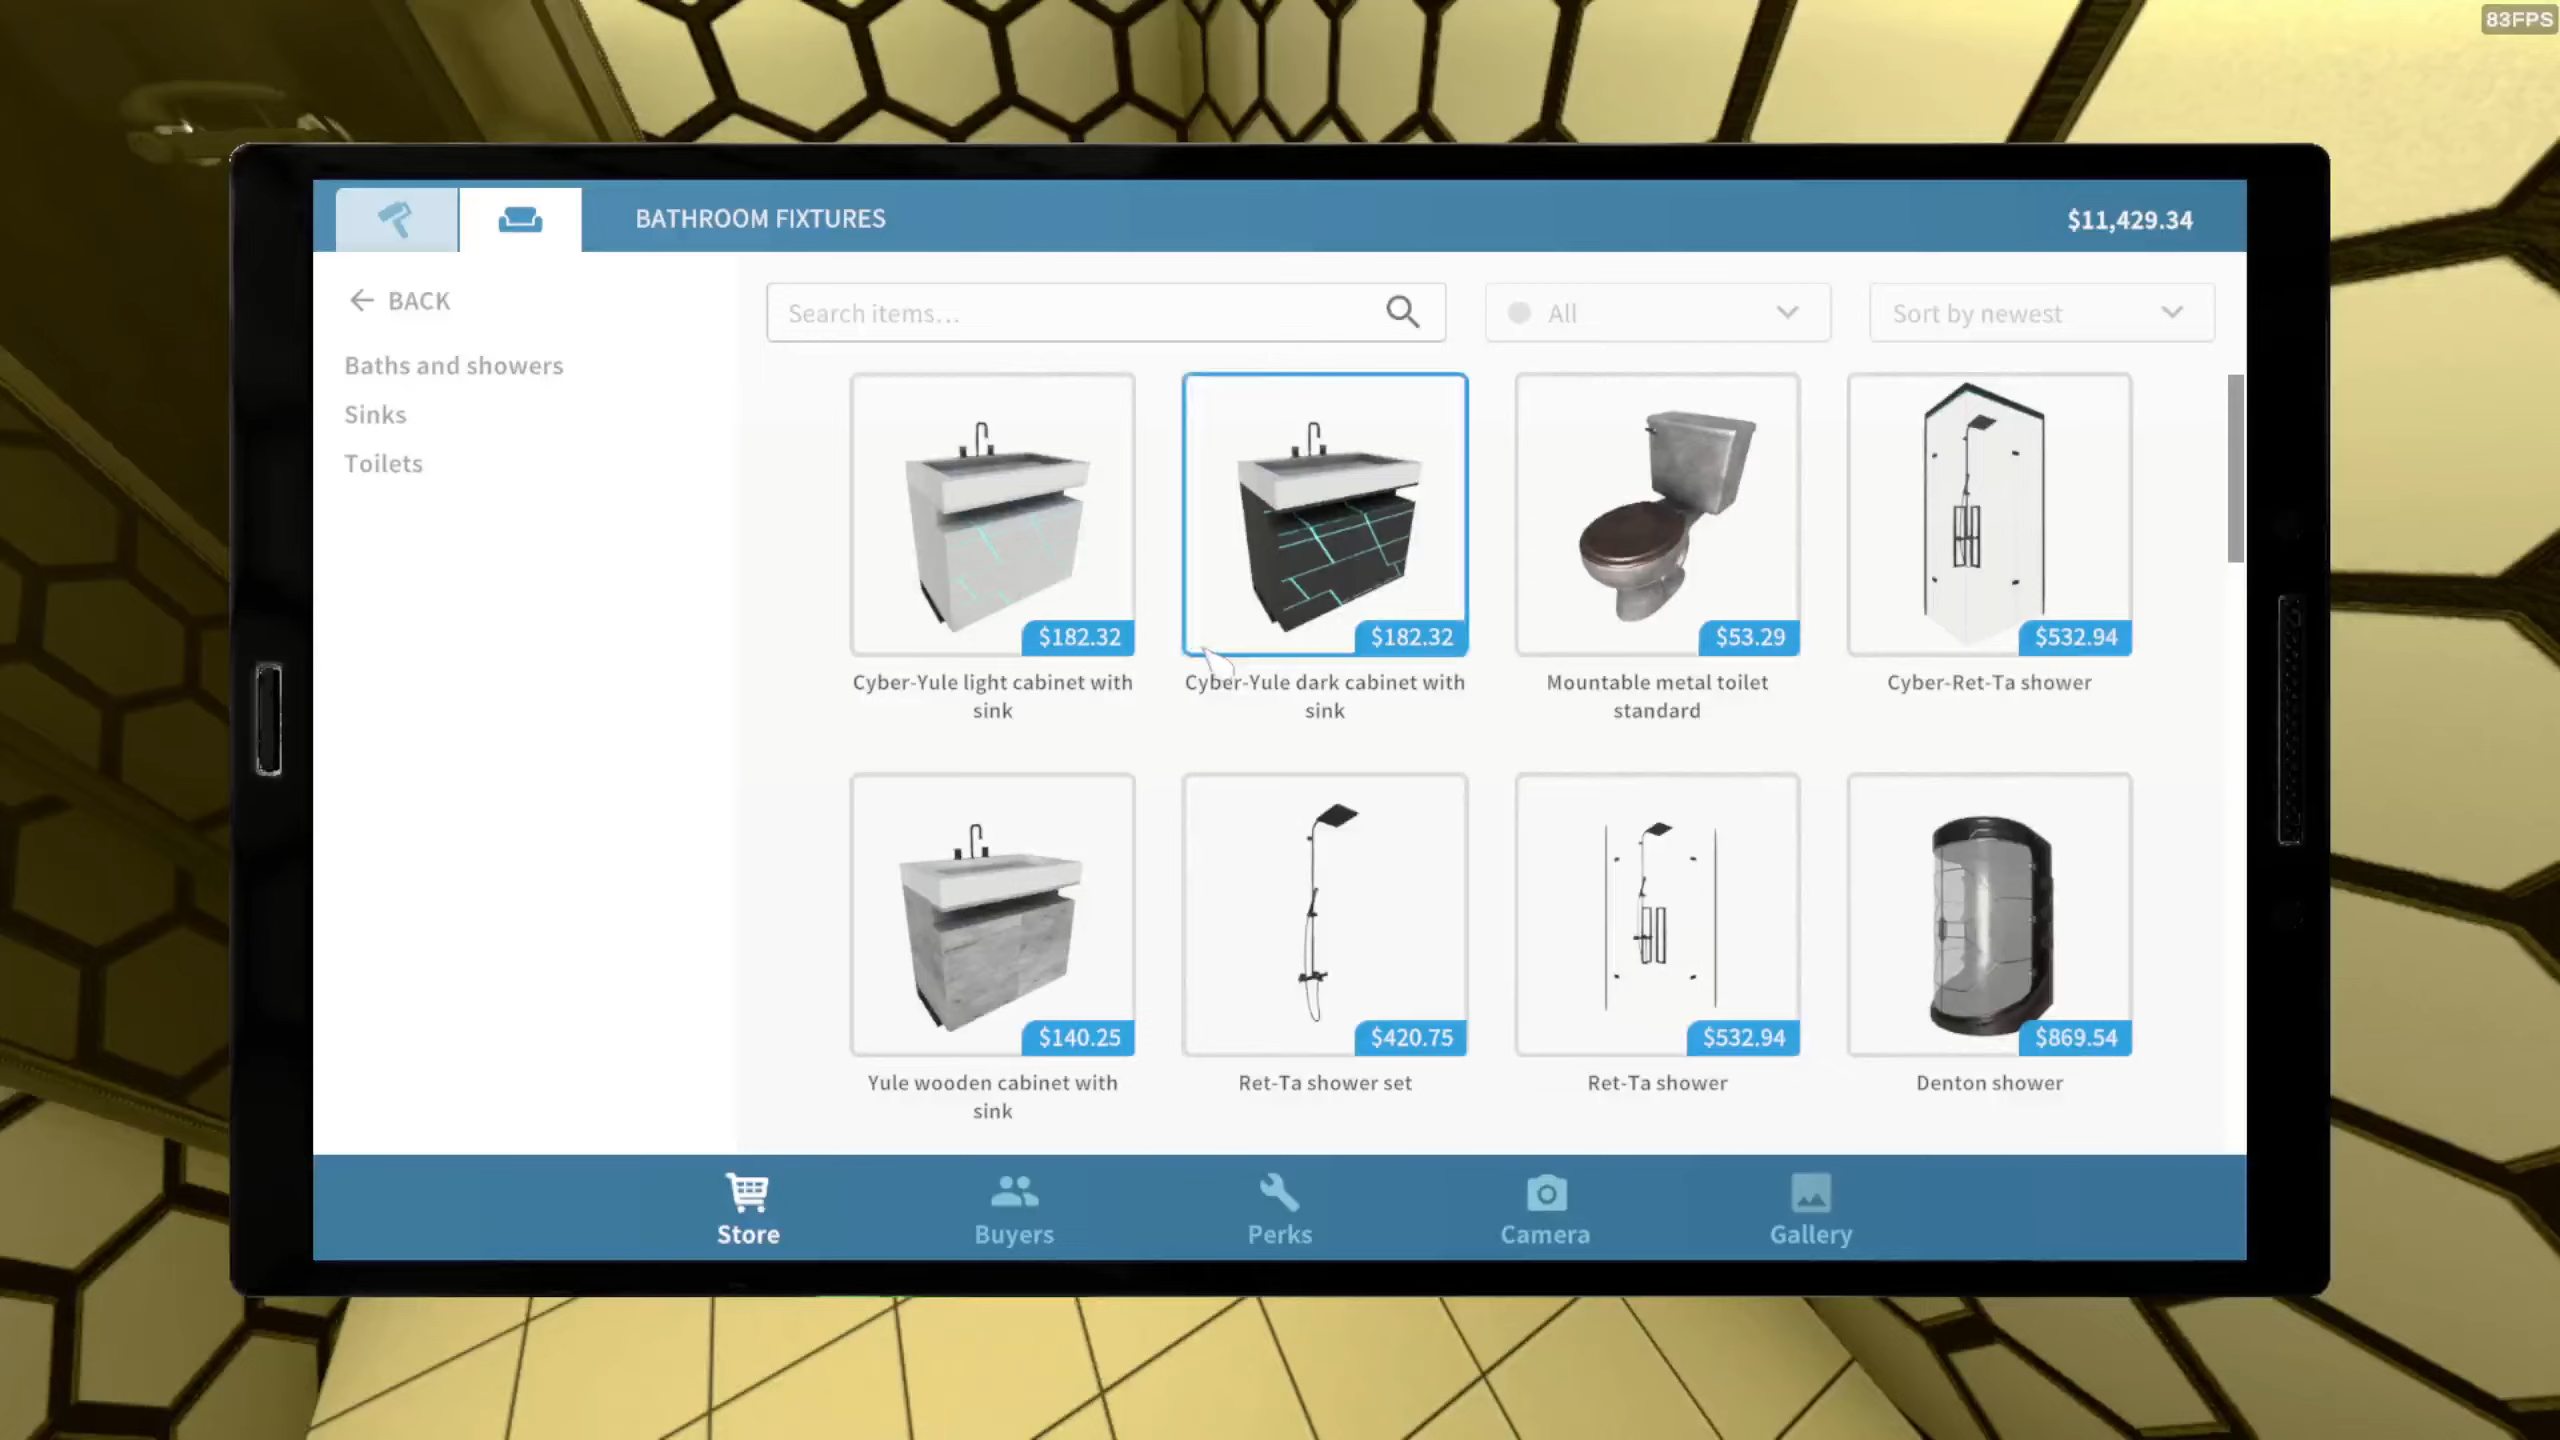 83FPS
BATHROOM FIXTURES
$11,429.34
BACK
Search items...
All
Sort by newest
Baths and showers
Sinks
Toilets
$182.32
$182.32
$53.29
$532.94
Cyber-Yule light cabinet with
sink
Cyber-Yule dark cabinet with
sink
Mountable metal toilet
standard
Cyber-Ret-Ta shower
$140.25
$420.75
$532.94
$869.54
Yule wooden cabinet with
sink
Ret-Ta shower set
Ret-Ta shower
Denton shower
Store
Buyers
Perks
Camera
Gallery